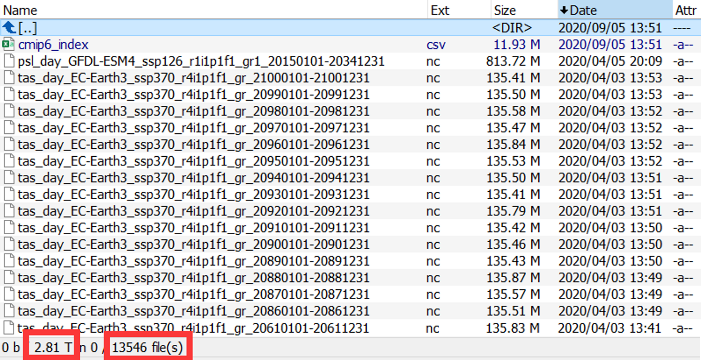 Name Ext Size Date Attr
[..] <DIR> 2020/09/05 13:51 ----
cmip6_index csv 11.93 M 2020/09/05 13:51 -a--
psl_day_GFDL-ESM4_ssp126_r1i1p1f1_gr1_20150101-20341231 nc 813.72 M 2020/04/05 20:09 -a--
tas_day_EC-Earth3_ssp370_r4i1p1f1_gr_21000101-21001231 nc 135.41 M 2020/04/03 13:53 -a--
tas_day_EC-Earth3_ssp370_r4i1p1f1_gr_20990101-20991231 nc 135.50 M 2020/04/03 13:53 -a--
tas_day_EC-Earth3_ssp370_r4i1p1f1_gr_20980101-20981231 nc 135.58 M 2020/04/03 13:52 -a--
tas_day_EC-Earth3_ssp370_r4i1p1f1_gr_20970101-20971231 nc 135.47 M 2020/04/03 13:52 -a--
tas_day_EC-Earth3_ssp370_r4i1p1f1_gr_20960101-20961231 nc 135.84 M 2020/04/03 13:52 -a--
tas_day_EC-Earth3_ssp370_r4i1p1f1_gr_20950101-20951231 nc 135.53 M 2020/04/03 13:52 -a--
tas_day_EC-Earth3_ssp370_r4i1p1f1_gr_20940101-20941231 nc 135.50 M 2020/04/03 13:51 -a--
tas_day_EC-Earth3_ssp370_r4i1p1f1_gr_20930101-20931231 nc 135.41 M 2020/04/03 13:51 -a--
tas_day_EC-Earth3_ssp370_r4i1p1f1_gr_20920101-20921231 nc 135.79 M 2020/04/03 13:51 -a--
tas_day_EC-Earth3_ssp370_r4i1p1f1_gr_20910101-20911231 nc 135.42 M 2020/04/03 13:50 -a--
tas_day_EC-Earth3_ssp370_r4i1p1f1_gr_20900101-20901231 nc 135.46 M 2020/04/03 13:50 -a--
tas_day_EC-Earth3_ssp370_r4i1p1f1_gr_20890101-20891231 nc 135.43 M 2020/04/03 13:50 -a--
tas_day_EC-Earth3_ssp370_r4i1p1f1_gr_20880101-20881231 nc 135.87 M 2020/04/03 13:49 -a--
tas_day_EC-Earth3_ssp370_r4i1p1f1_gr_20870101-20871231 nc 135.57 M 2020/04/03 13:49 -a--
tas_day_EC-Earth3_ssp370_r4i1p1f1_gr_20860101-20861231 nc 135.51 M 2020/04/03 13:49 -a--
tas_day_EC-Earth3_ssp370_r4i1p1f1_gr_20610101-20611231 nc 135.83 M 2020/04/03 13:41 -a--
0 b 2.81 T n 0 / 13546 file(s)